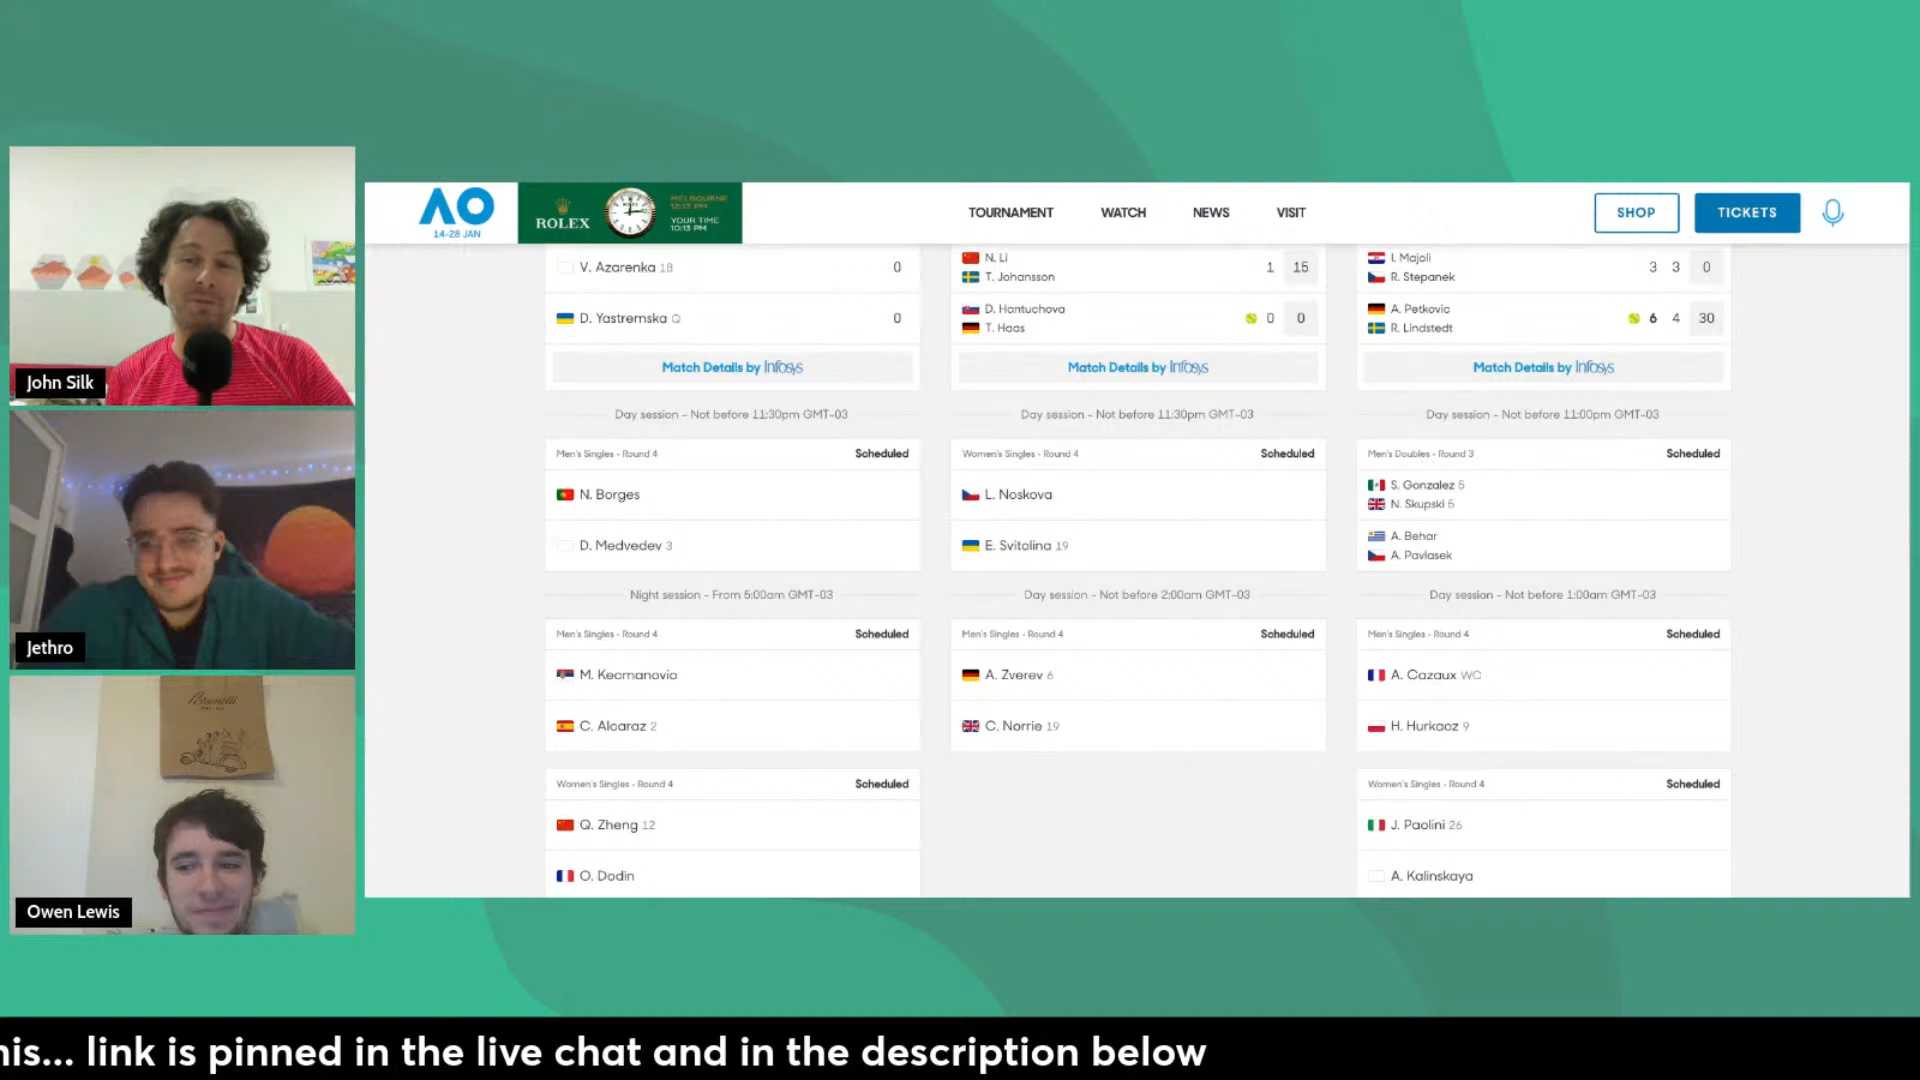 John Silk
Jethro
Brunelli
Owen Lewis
AO
14-28 JAN
ROLEX
MELBOURNE
12:13 PM
YOUR TIME
10:13 PM
TOURNAMENT
WATCH
NEWS
VISIT
SHOP
TICKETS
V. Azarenka 18 0
D. Yastremska Q 0
Match Details by Infosys
Day session - Not before 11:30pm GMT-03
Men's Singles - Round 4 Scheduled
N. Borges
D. Medvedev 3
Night session - From 5:00am GMT-03
Men's Singles - Round 4 Scheduled
M. Kecmanovic
C. Alcaraz 2
Women's Singles - Round 4 Scheduled
Q. Zheng 12
O. Dodin
N. Li
T. Johansson
1 15
D. Hantuchova
T. Haas
0 0
Match Details by Infosys
Day session - Not before 11:30pm GMT-03
Women's Singles - Round 4 Scheduled
L. Noskova
E. Svitolina 19
Day session - Not before 2:00am GMT-03
Men's Singles - Round 4 Scheduled
A. Zverev 6
C. Norrie 19
I. Majoli
R. Stepanek
3 3 0
A. Petkovic
R. Lindstedt
6 4 30
Match Details by Infosys
Day session - Not before 11:00pm GMT-03
Men's Doubles - Round 3 Scheduled
S. Gonzalez 5
N. Skupski 5
A. Behar
A. Pavlasek
Day session - Not before 1:00am GMT-03
Men's Singles - Round 4 Scheduled
A. Cazaux WC
H. Hurkacz 9
Women's Singles - Round 4 Scheduled
J. Paolini 26
A. Kalinskaya
his... link is pinned in the live chat and in the description below